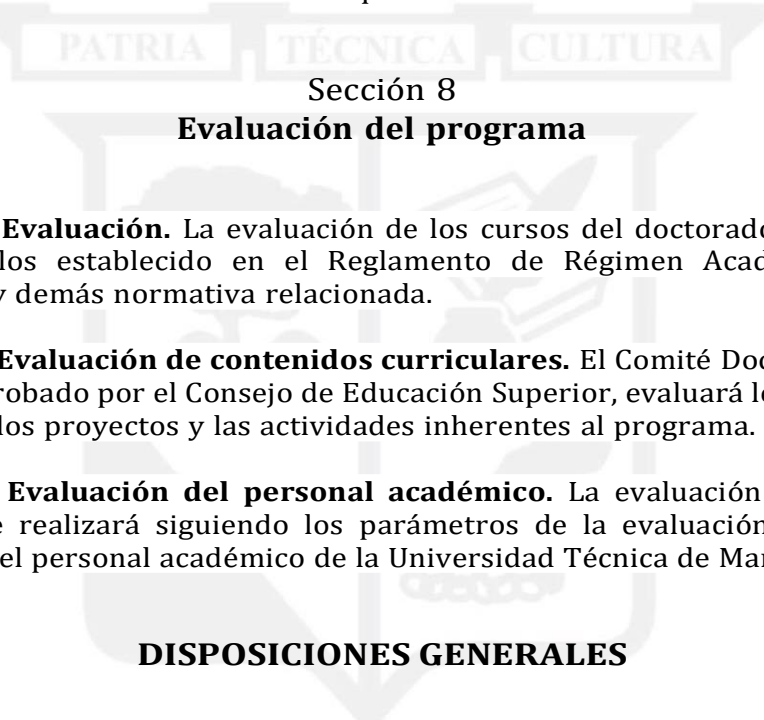 PATRIA TÉCNICA CULTURA
Sección 8
Evaluación del programa
Evaluación. La evaluación de los cursos del doctorado
los establecido en el Reglamento de Régimen Acad
y demás normativa relacionada.
Evaluación de contenidos curriculares. El Comité Doc
robado por el Consejo de Educación Superior, evaluará lo
los proyectos y las actividades inherentes al programa.
Evaluación del personal académico. La evaluación
e realizará siguiendo los parámetros de la evaluación
el personal académico de la Universidad Técnica de Ma
DISPOSICIONES GENERALES